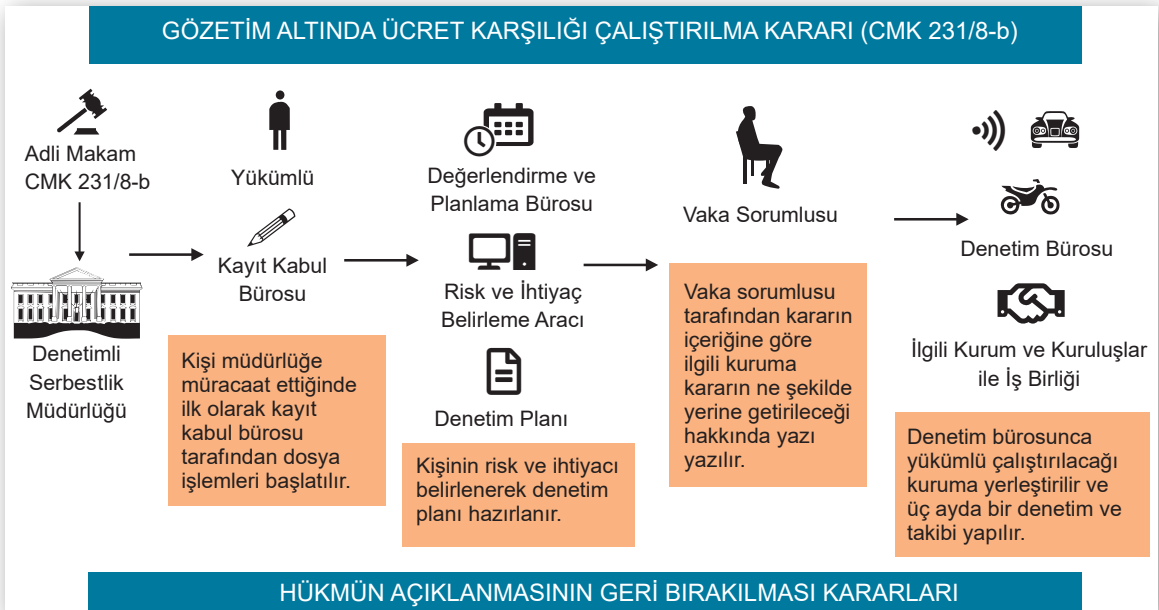 GÖZETİM ALTINDA ÜCRET KARŞILIĞI ÇALIŞTIRILMA KARARI (CMK 231/8-b)
Adli Makam
CMK 231/8-b
Denetimli
Serbestlik
Müdürlüğü
Yükümlü
Kayıt Kabul
Bürosu
Kişi müdürlüğe
müracaat ettiğinde
ilk olarak kayıt
kabul bürosu
tarafından dosya
işlemleri başlatılır.
Değerlendirme ve
Planlama Bürosu
Risk ve İhtiyaç
Belirleme Aracı
Denetim Planı
Kişinin risk ve ihtiyacı
belirlenerek denetim
planı hazırlanır.
Vaka Sorumlusu
Vaka sorumlusu
tarafından kararın
içeriğine göre
ilgili kuruma
kararın ne şekilde
yerine getirileceği
hakkında yazı
yazılır.
Denetim Bürosu
İlgili Kurum ve Kuruluşlar
ile İş Birliği
Denetim bürosunca
yükümlü çalıştırılacağı
kuruma yerleştirilir ve
üç ayda bir denetim ve
takibi yapılır.
HÜKMÜN AÇIKLANMASININ GERİ BIRAKILMASI KARARLARI